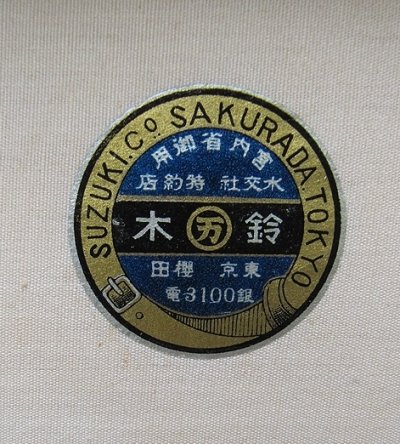 SUZUKI.Co. SAKURADA.TOKYO
宮内省御用
水交社 特約店
鈴 万 木
東京 櫻田
電3100銀